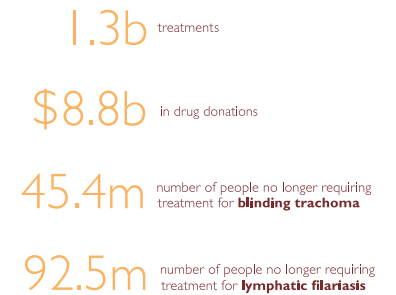 1.3b treatments
$8.8b in drug donations
45.4m number of people no longer requiring
treatment for blinding trachoma
92.5m number of people no longer requiring
treatment for lymphatic filariasis